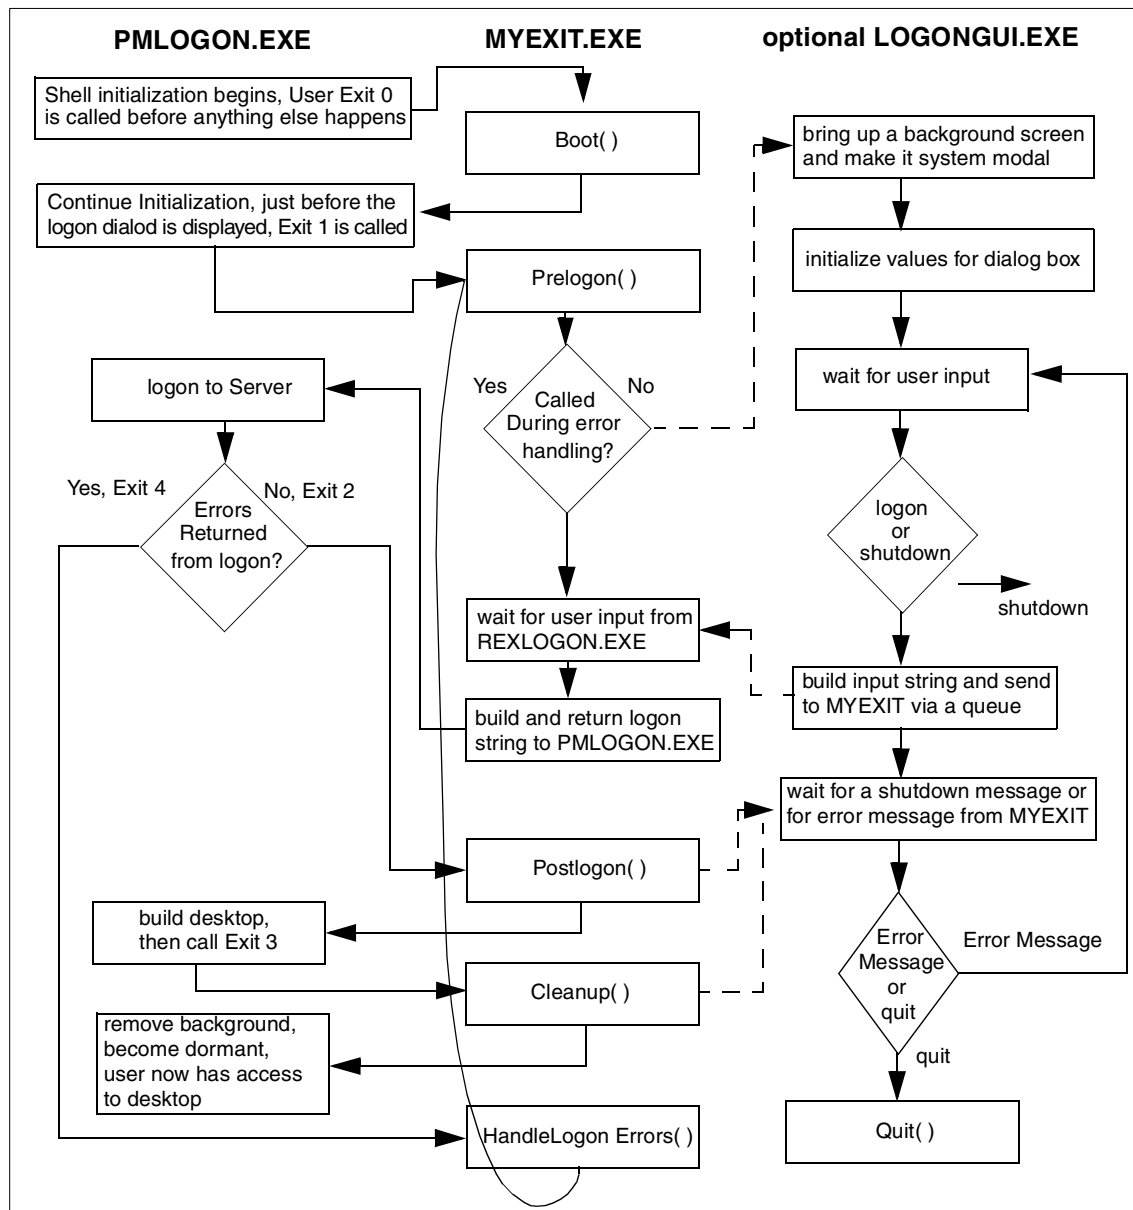 PMLOGON.EXE
MYEXIT.EXE
optional LOGONGUI.EXE
Shell initialization begins, User Exit 0
is called before anything else happens
Boot( )
bring up a background screen
and make it system modal
Continue Initialization, just before the
logon dialod is displayed, Exit 1 is called
initialize values for dialog box
Prelogon( )
logon to Server
Yes
No
Called
During error
handling?
wait for user input
Yes, Exit 4
No, Exit 2
Errors
Returned
from logon?
logon
or
shutdown
shutdown
wait for user input from
REXLOGON.EXE
build input string and send
to MYEXIT via a queue
build and return logon
string to PMLOGON.EXE
wait for a shutdown message or
for error message from MYEXIT
Postlogon( )
build desktop,
then call Exit 3
Error
Message
or
quit
Error Message
Cleanup( )
remove background,
become dormant,
user now has access
to desktop
quit
HandleLogon Errors( )
Quit( )